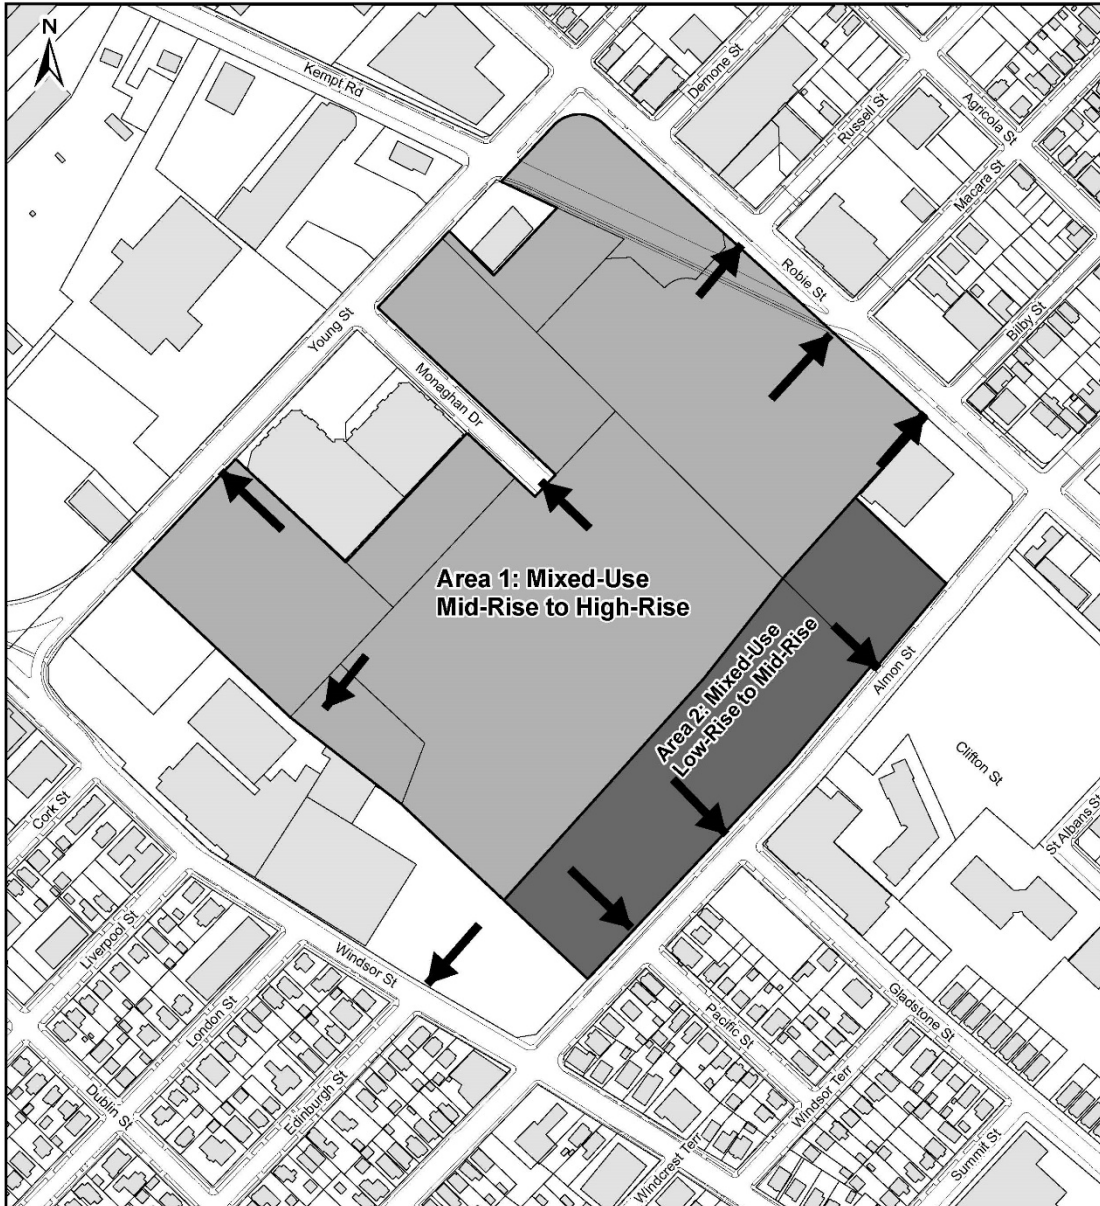 N
Kempt Rd
Demone St
Russell St
Agricola St
Macara St
Robie St
Bilby St
Young St
Monaghan Dr
Area 1: Mixed-Use
Mid-Rise to High-Rise
Area 2: Mixed-Use
Low-Rise to Mid-Rise
Almon St
Clifton St
St Albans St
Cork St
Liverpool St
Windsor St
London St
Edinburgh St
Dublin St
Pacific St
Gladstone St
Windsor Terr
Windcrest Terr
Summit St